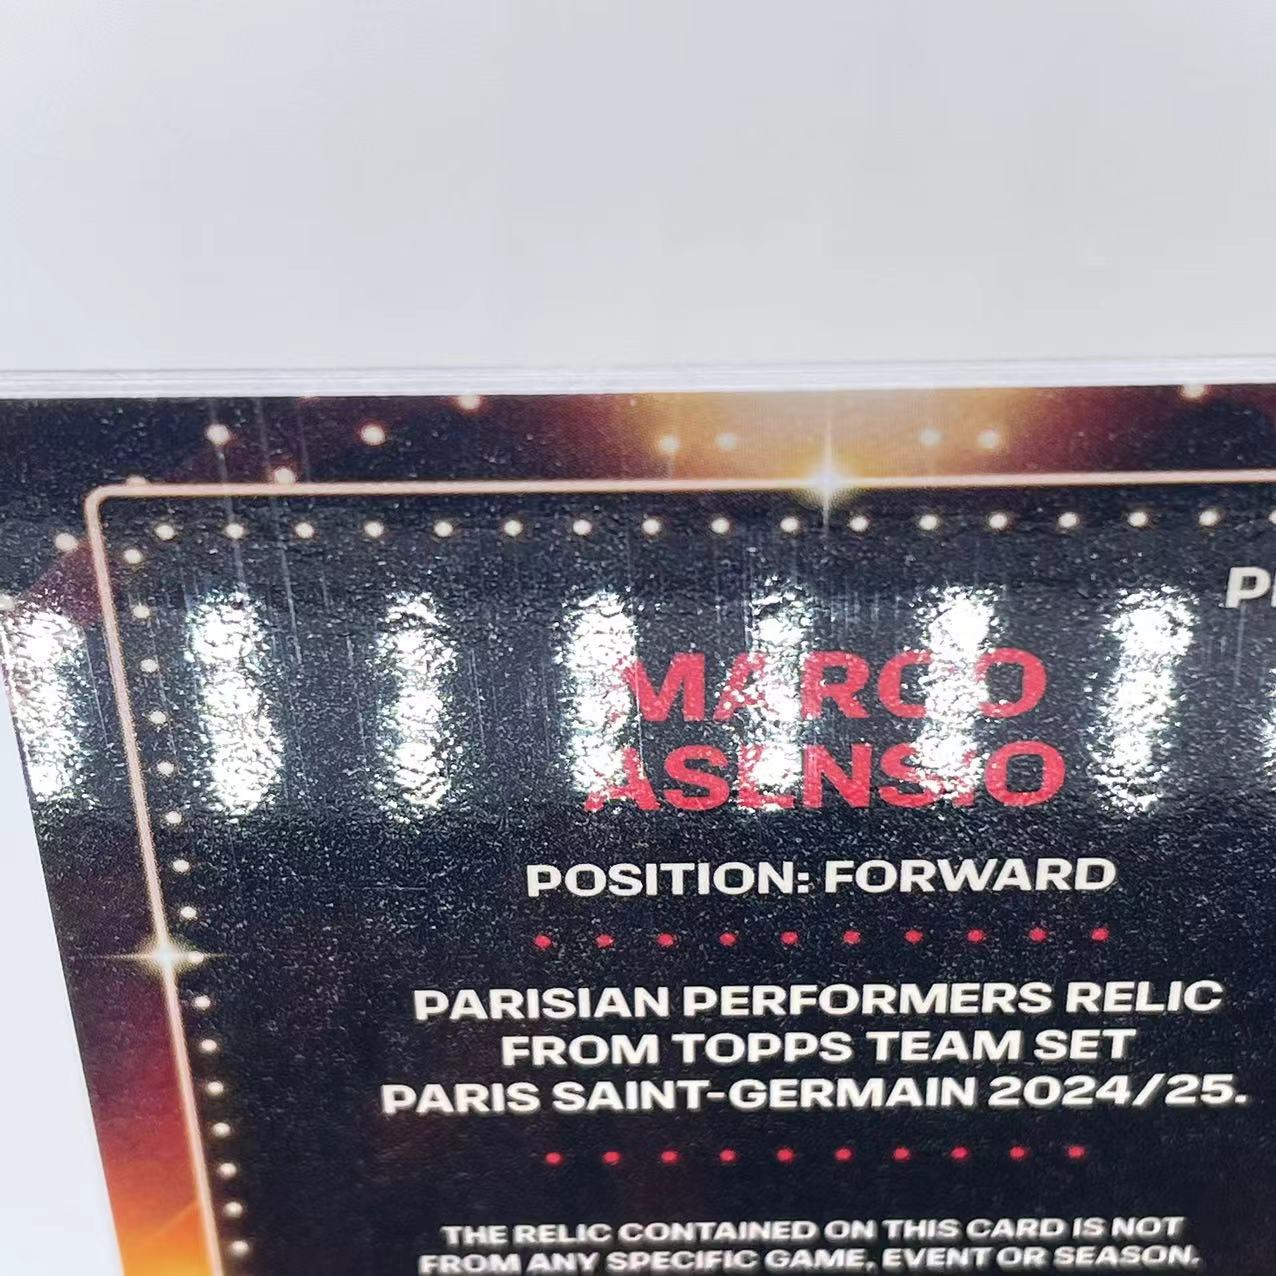 MARCO
ASENSIO
POSITION: FORWARD
PARISIAN PERFORMERS RELIC
FROM TOPPS TEAM SET
PARIS SAINT-GERMAIN 2024/25.
THE RELIC CONTAINED ON THIS CARD IS NOT
FROM ANY SPECIFIC GAME, EVENT OR SEASON.